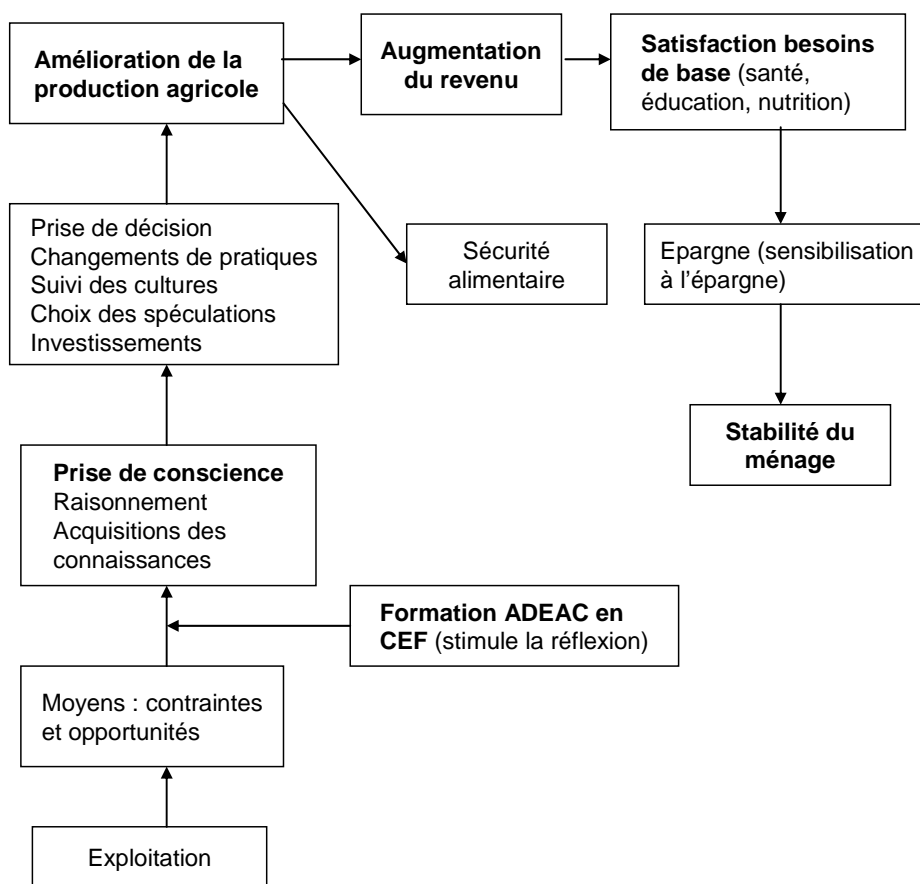 Amélioration de la
production agricole
Augmentation
du revenu
Satisfaction besoins
de base (santé,
éducation, nutrition)
Prise de décision
Changements de pratiques
Suivi des cultures
Choix des spéculations
Investissements
Sécurité
alimentaire
Epargne (sensibilisation
à l’épargne)
Stabilité du
ménage
Prise de conscience
Raisonnement
Acquisitions des
connaissances
Formation ADEAC en
CEF (stimule la réflexion)
Moyens : contraintes
et opportunités
Exploitation